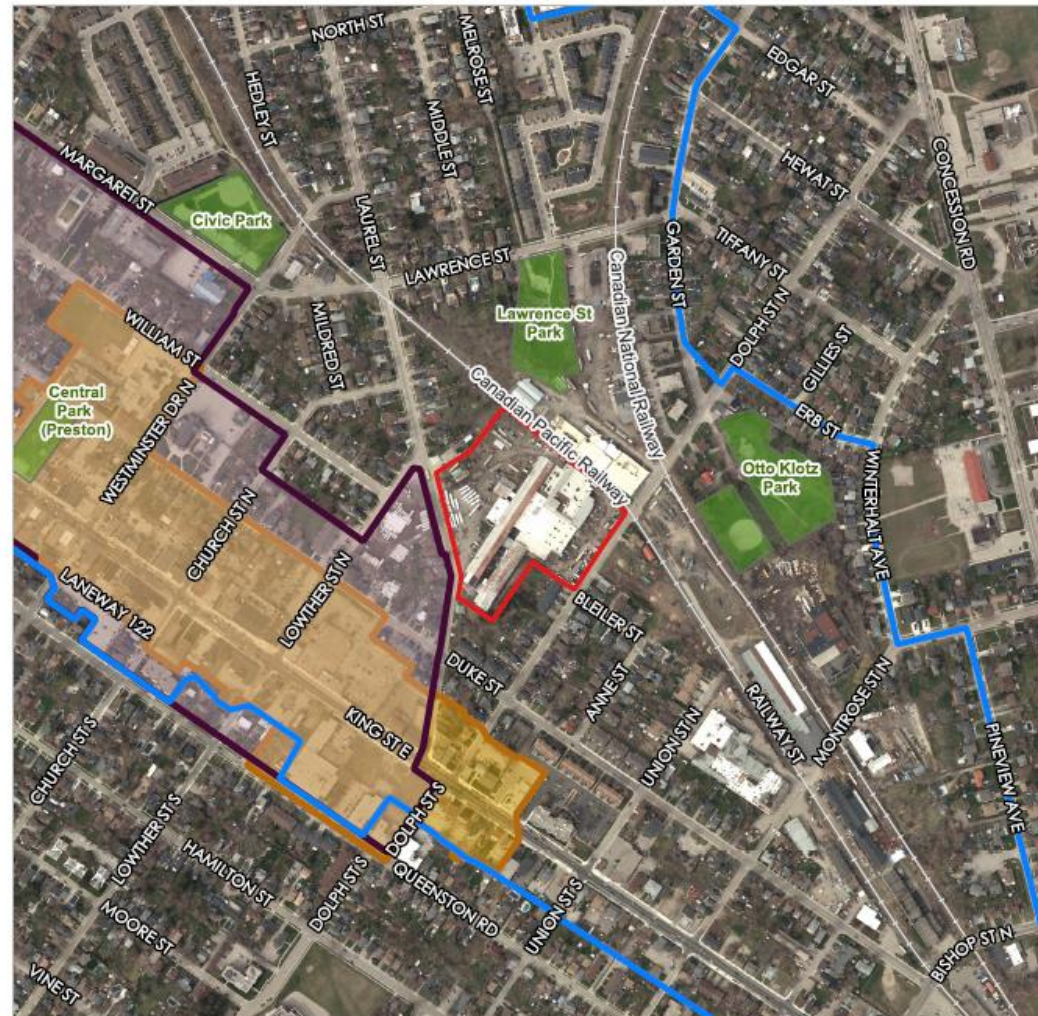 NORTH ST
MELROSE ST
EDGAR ST
HEDLEY ST
MIDDLE ST
HEWAT ST
CONCESSION RD
MARGARET ST
Civic Park
LAUREL ST
LAWRENCE ST
GARDEN ST
TIFFANY ST
Canadian National Railway
DOLPH ST N
GILLIES ST
Lawrence St
Park
WILLIAM ST
MILDRED ST
Canadian Pacific Railway
ERB ST
Central
Park
(Preston)
WESTMINSTER DR N
Otto Klotz
Park
WINTERHALT AVE
CHURCH ST N
LOWTHER ST N
LANEWAY 122
BLEILER ST
DUKE ST
ANNE ST
KING ST E
UNION ST N
RAILWAY ST
MONTROSE ST N
PINEVIEW AVE
CHURCH ST S
DOLPH ST S
LOWTHER ST S
HAMILTON ST
DOLPH ST S
QUEENSTON RD
UNION ST S
MOORE ST
BISHOP ST N
VINE ST